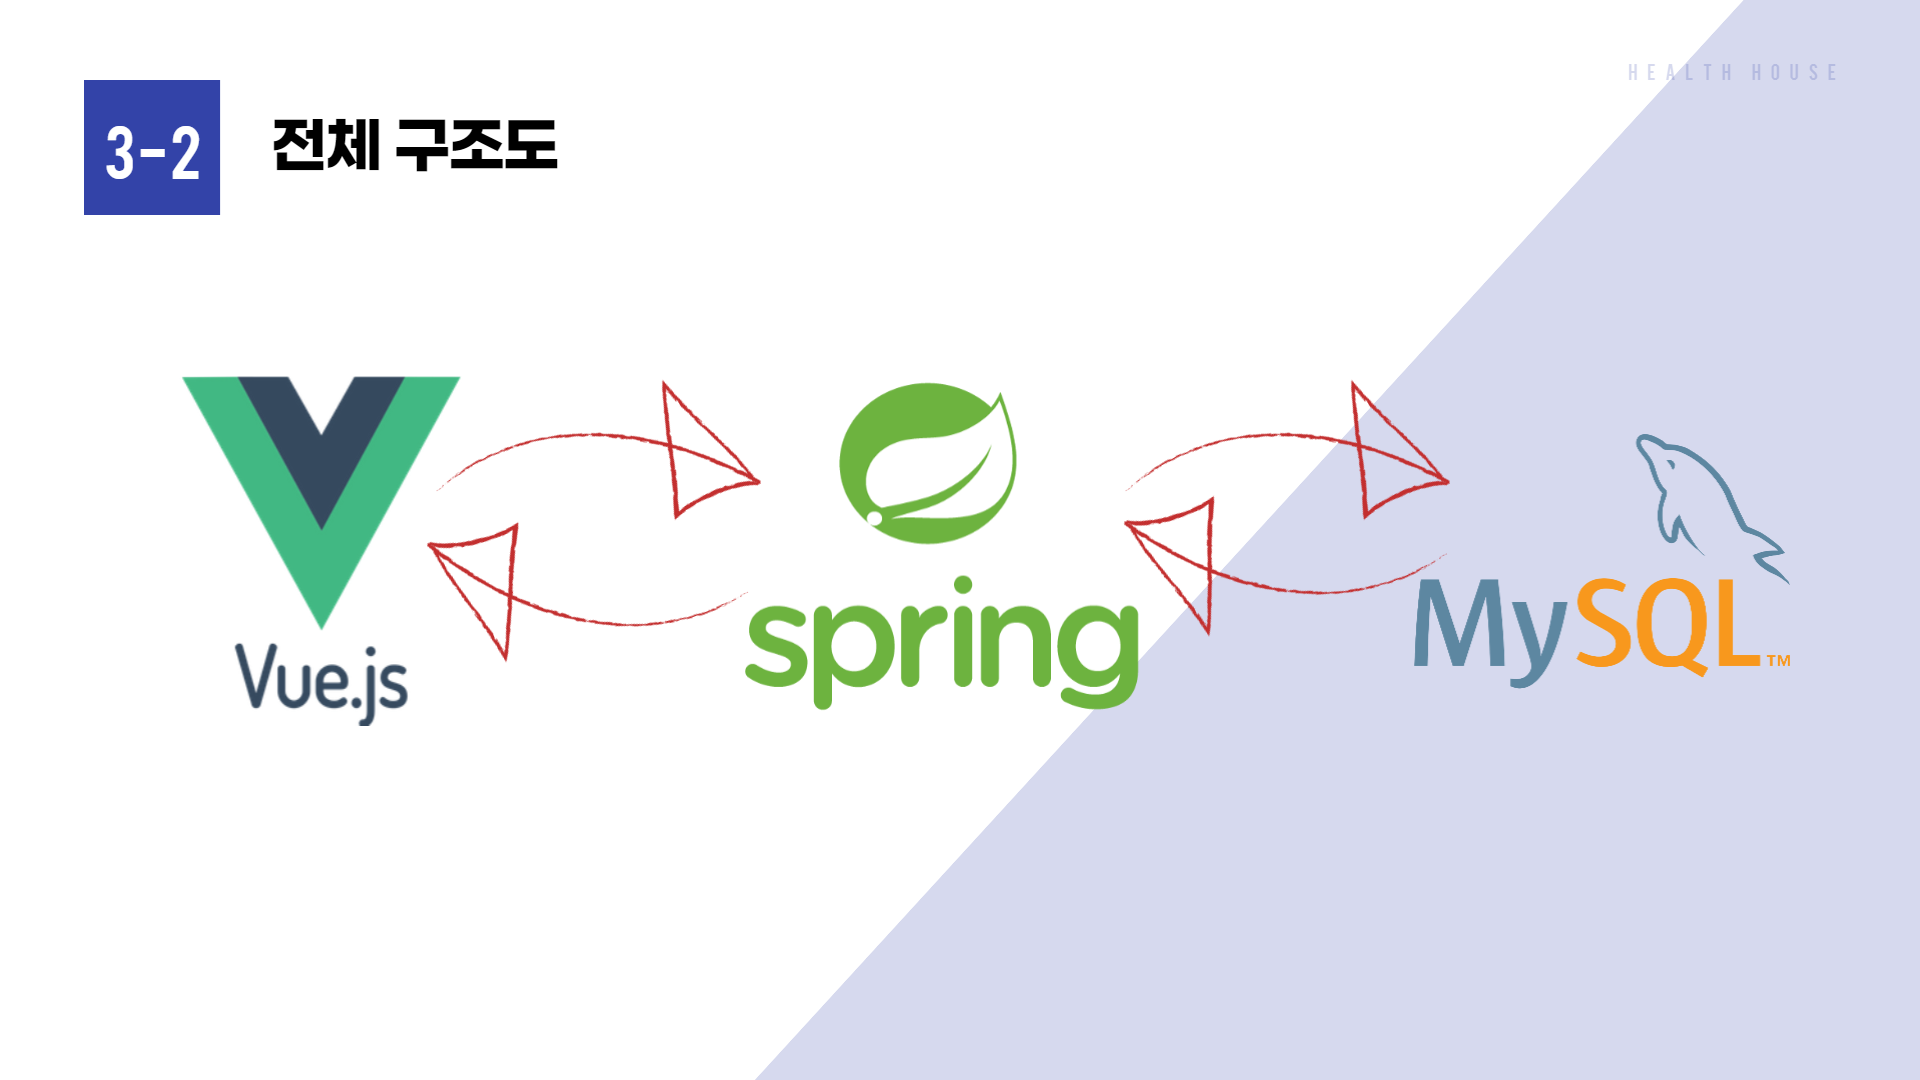 HEALTH HOUSE
3-2
전체 구조도
Vue.js
spring
MySQL™